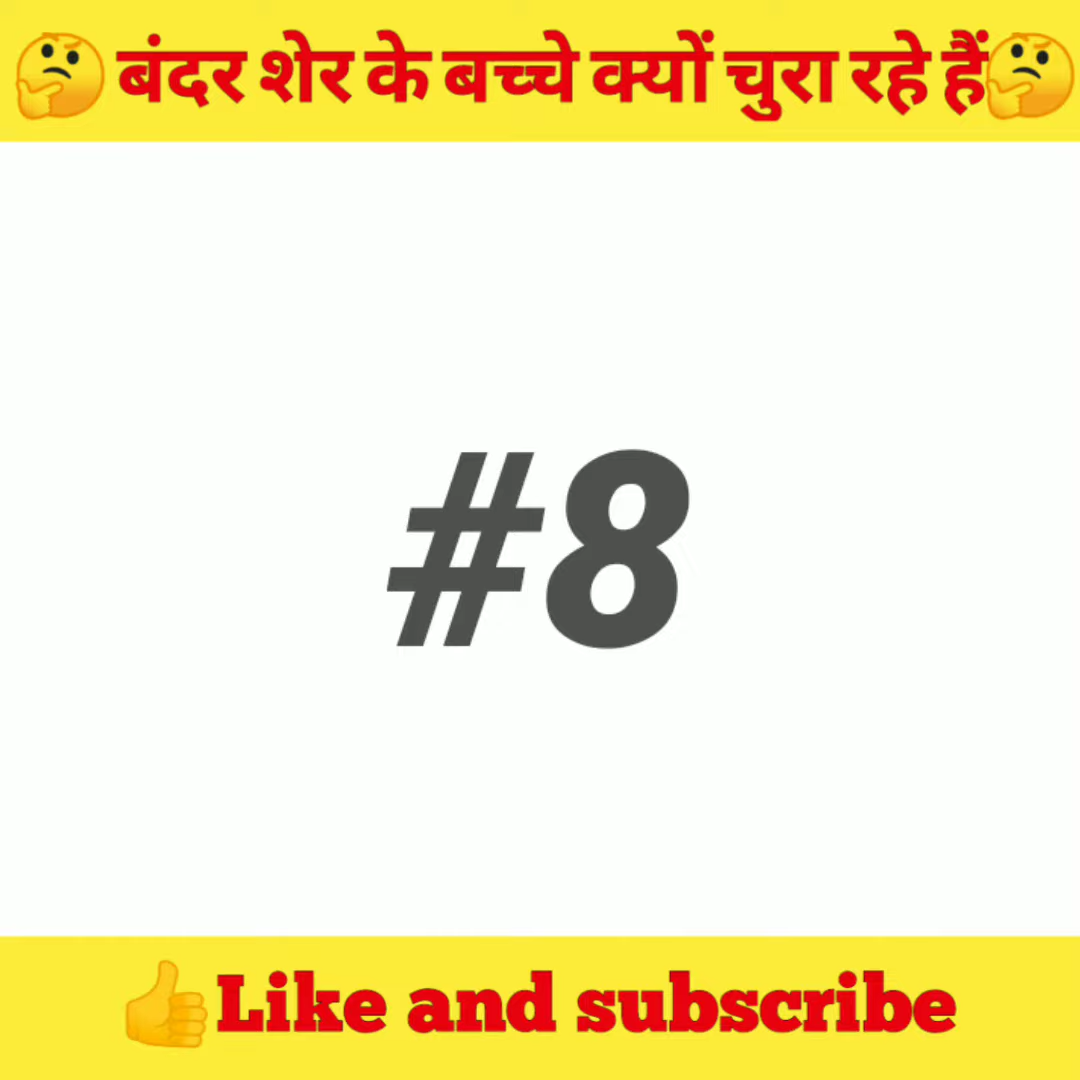 बंदर शेर के बच्चे क्यों चुरा रहे हैं
#8
Like and subscribe